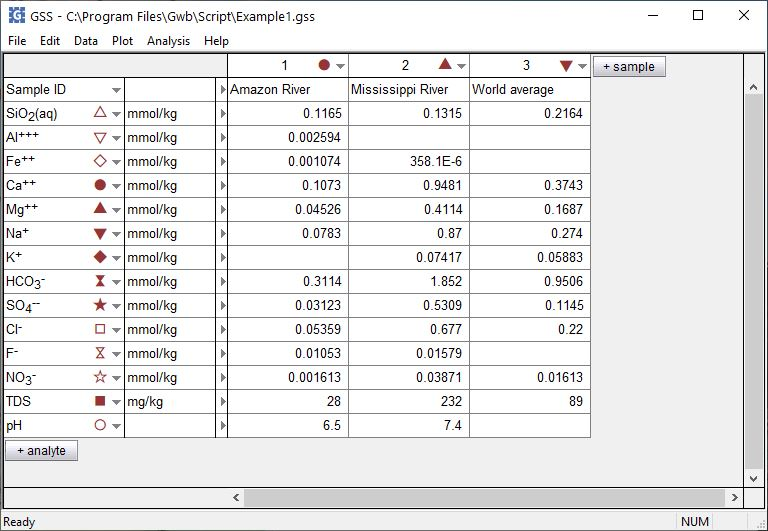 GSS - C:\Program Files\Gwb\Script\Example1.gss
File Edit Data Plot Analysis Help
1 2 3 + sample
Sample ID Amazon River Mississippi River World average
SiO2(aq) mmol/kg 0.1165 0.1315 0.2164
Al+++ mmol/kg 0.002594
Fe++ mmol/kg 0.001074 358.1E-6
Ca++ mmol/kg 0.1073 0.9481 0.3743
Mg++ mmol/kg 0.04526 0.4114 0.1687
Na+ mmol/kg 0.0783 0.87 0.274
K+ mmol/kg 0.07417 0.05883
HCO3- mmol/kg 0.3114 1.852 0.9506
SO4-- mmol/kg 0.03123 0.5309 0.1145
Cl- mmol/kg 0.05359 0.677 0.22
F- mmol/kg 0.01053 0.01579
NO3- mmol/kg 0.001613 0.03871 0.01613
TDS mg/kg 28 232 89
pH 6.5 7.4
+ analyte
Ready NUM